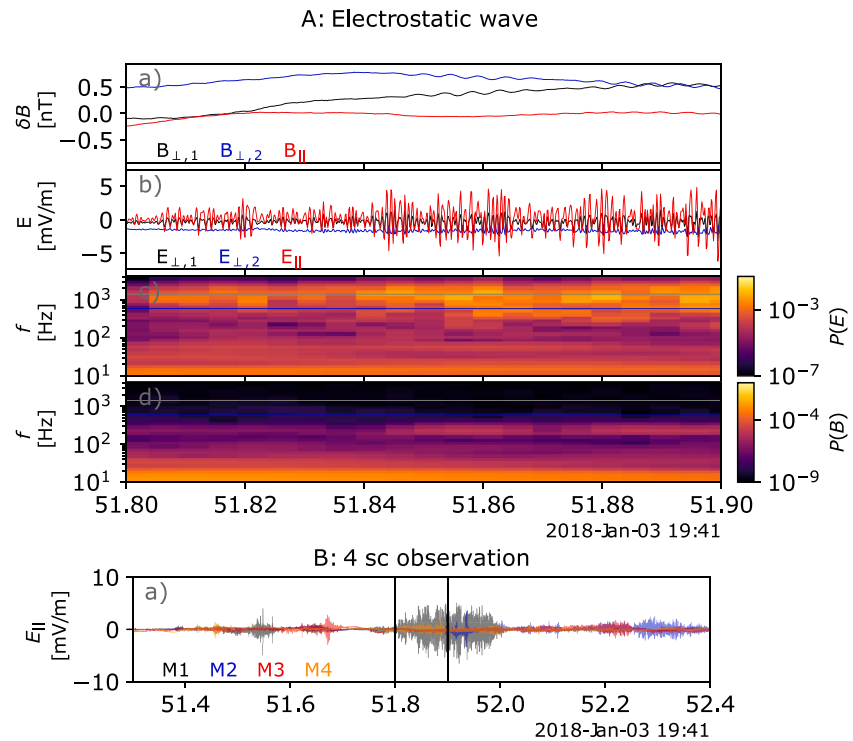 A: Electrostatic wave
a)
δB
[nT]
0.5
0.0
−0.5
B⊥,1 B⊥,2 B∥
b)
E
[mV/m]
5
0
−5
E⊥,1 E⊥,2 E∥
c)
f
[Hz]
10³
10²
10¹
10⁻³
10⁻⁷
P(E)
d)
f
[Hz]
10³
10²
10¹
10⁻⁴
10⁻⁹
P(B)
51.80 51.82 51.84 51.86 51.88 51.90
2018-Jan-03 19:41
B: 4 sc observation
a)
E∥
[mV/m]
10
0
−10
M1 M2 M3 M4
51.4 51.6 51.8 52.0 52.2 52.4
2018-Jan-03 19:41